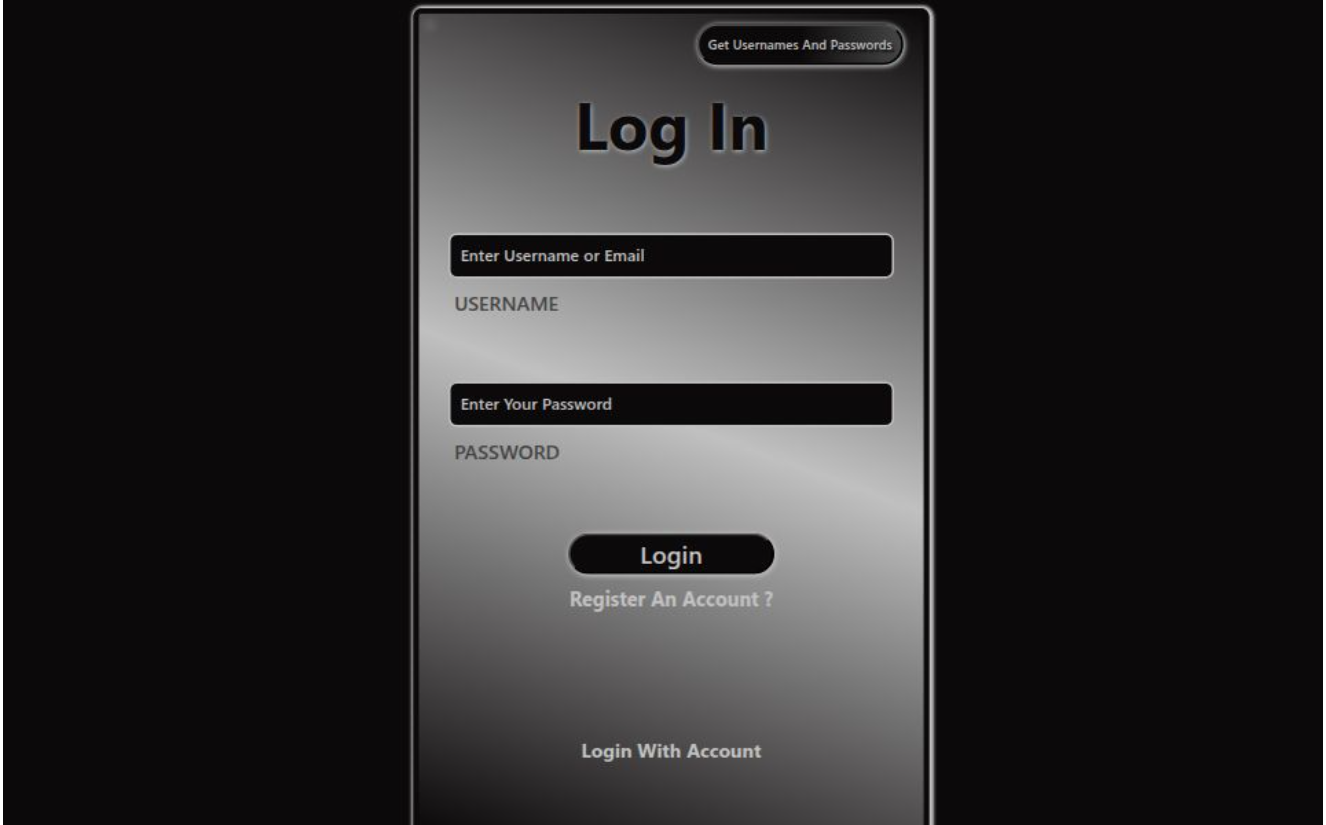 Get Usernames And Passwords
Log In
Enter Username or Email
USERNAME
Enter Your Password
PASSWORD
Login
Register An Account ?
Login With Account